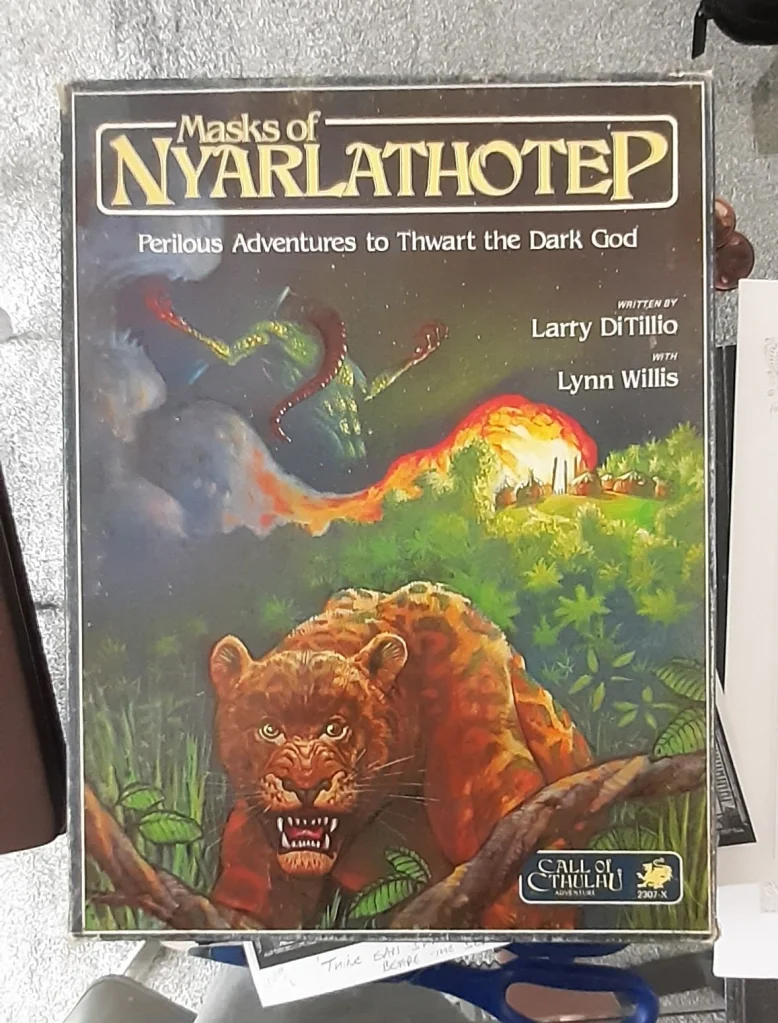 Masks of
NYARLATHOTEP
Perilous Adventures to Thwart the Dark God
WRITTEN BY
Larry DiTillio
WITH
Lynn Willis
CALL of
CTHULHU
ADVENTURE
2307-X